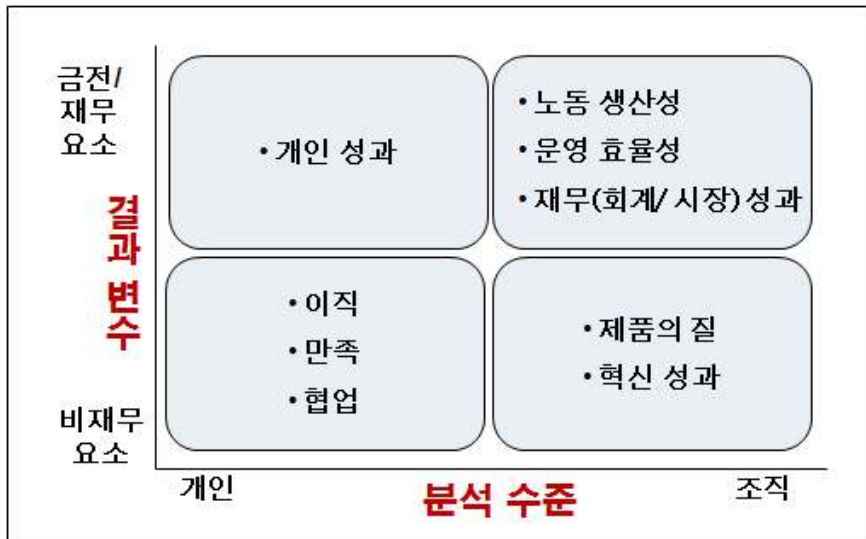 금전/
재무
요소
• 개인 성과
• 노동 생산성
• 운영 효율성
• 재무(회계/ 시장) 성과
결과 변수
• 이직
• 만족
• 협업
• 제품의 질
• 혁신 성과
비재무
요소
개인
분석 수준
조직